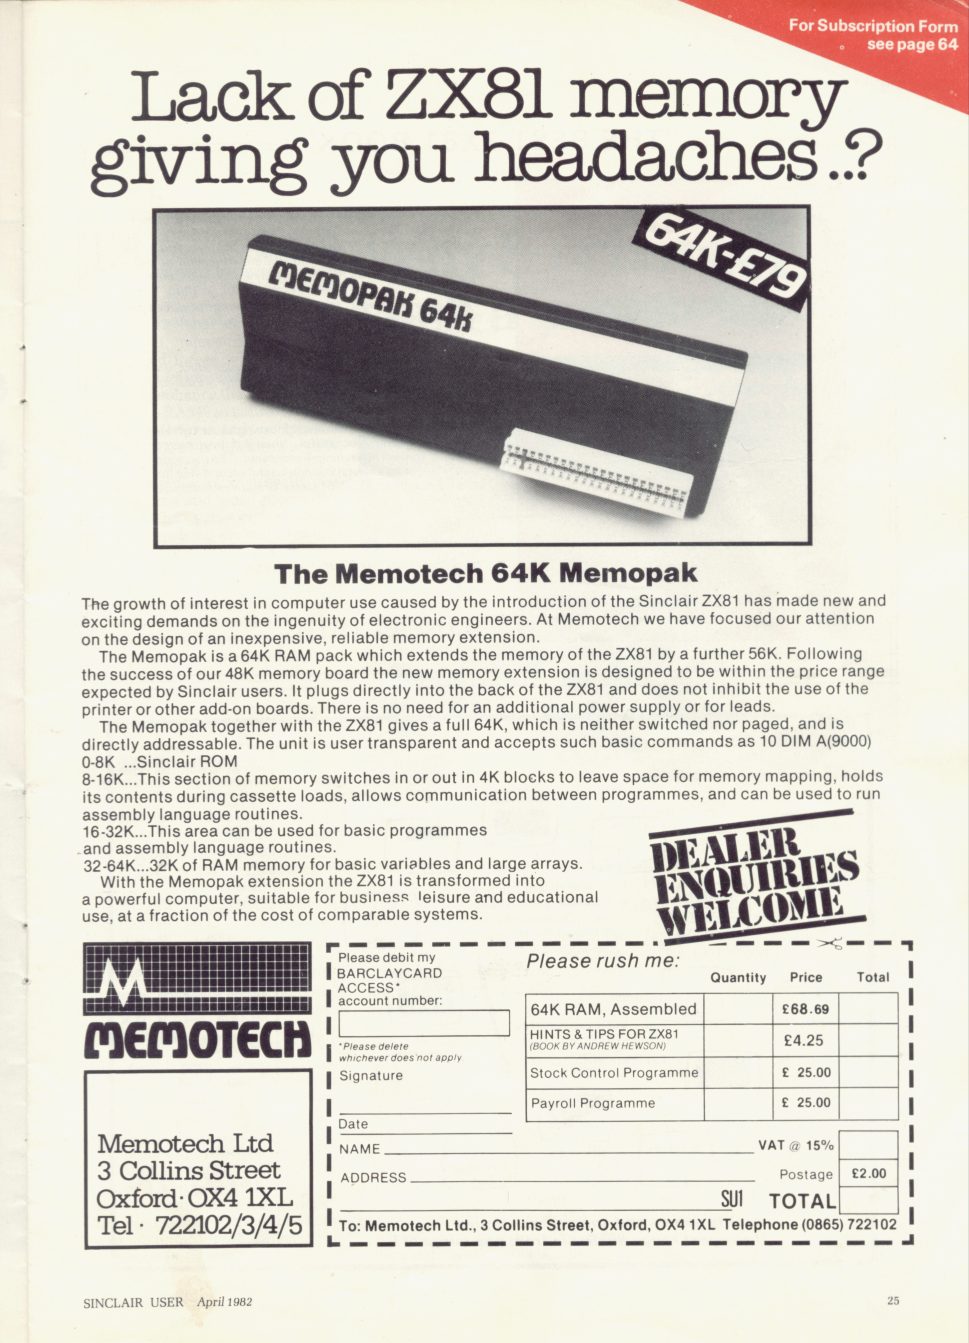 For Subscription Form
see page 64
Lack of ZX81 memory
giving you headaches..?
64K-£79
MEMOPAK 64K
The Memotech 64K Memopak
The growth of interest in computer use caused by the introduction of the Sinclair ZX81 has made new and
exciting demands on the ingenuity of electronic engineers. At Memotech we have focused our attention
on the design of an inexpensive, reliable memory extension.
The Memopak is a 64K RAM pack which extends the memory of the ZX81 by a further 56K. Following
the success of our 48K memory board the new memory extension is designed to be within the price range
expected by Sinclair users. It plugs directly into the back of the ZX81 and does not inhibit the use of the
printer or other add-on boards. There is no need for an additional power supply or for leads.
The Memopak together with the ZX81 gives a full 64K, which is neither switched nor paged, and is
directly addressable. The unit is user transparent and accepts such basic commands as 10 DIM A(9000)
0-8K ...Sinclair ROM
8-16K...This section of memory switches in or out in 4K blocks to leave space for memory mapping, holds
its contents during cassette loads, allows communication between programmes, and can be used to run
assembly language routines.
16-32K...This area can be used for basic programmes
and assembly language routines.
32-64K...32K of RAM memory for basic variables and large arrays.
With the Memopak extension the ZX81 is transformed into
a powerful computer, suitable for business leisure and educational
use, at a fraction of the cost of comparable systems.
DEALER
ENQUIRIES
WELCOME
MEMOTECH
Memotech Ltd
3 Collins Street
Oxford · OX4 1XL
Tel · 722102/3/4/5
Please debit my
BARCLAYCARD
ACCESS*
account number:
*Please delete
whichever does not apply
Signature
Date
Please rush me:
Quantity Price Total
64K RAM, Assembled £68.69
HINTS & TIPS FOR ZX81
(BOOK BY ANDREW HEWSON) £4.25
Stock Control Programme £ 25.00
Payroll Programme £ 25.00
NAME VAT @ 15%
ADDRESS Postage £2.00
SU1 TOTAL
To: Memotech Ltd., 3 Collins Street, Oxford, OX4 1XL Telephone (0865) 722102
SINCLAIR USER April 1982 25